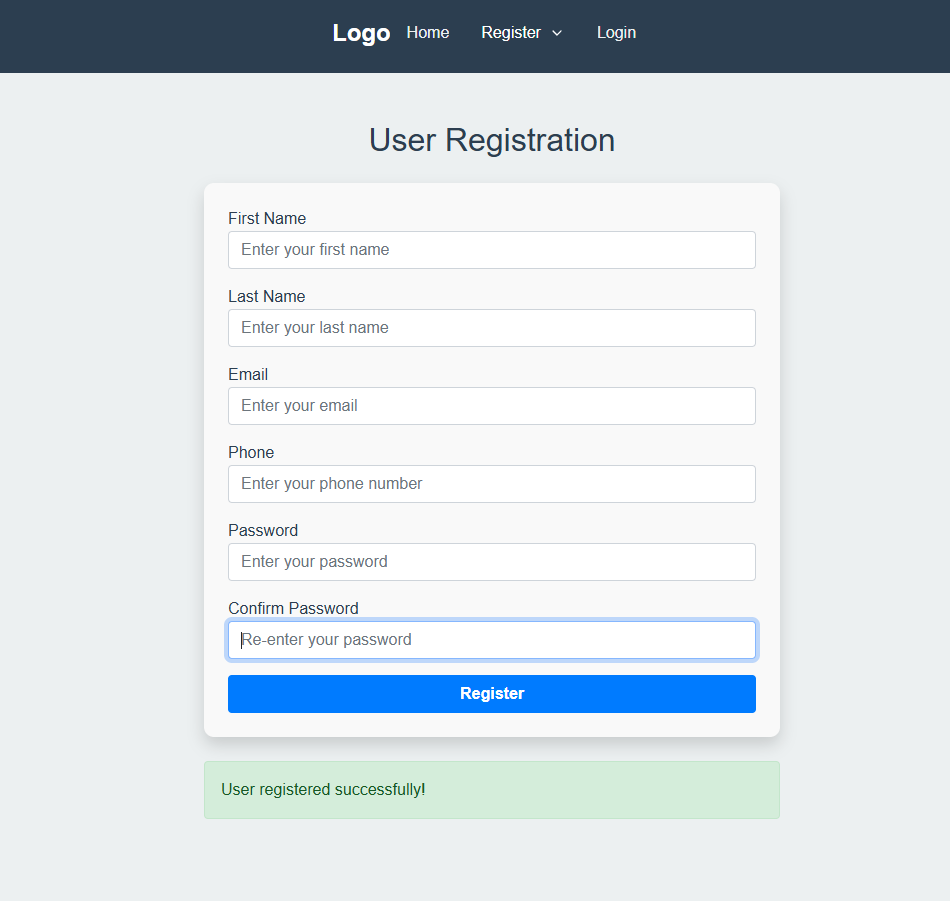 Logo Home Register Login
User Registration
First Name
Enter your first name
Last Name
Enter your last name
Email
Enter your email
Phone
Enter your phone number
Password
Enter your password
Confirm Password
Re-enter your password
Register
User registered successfully!